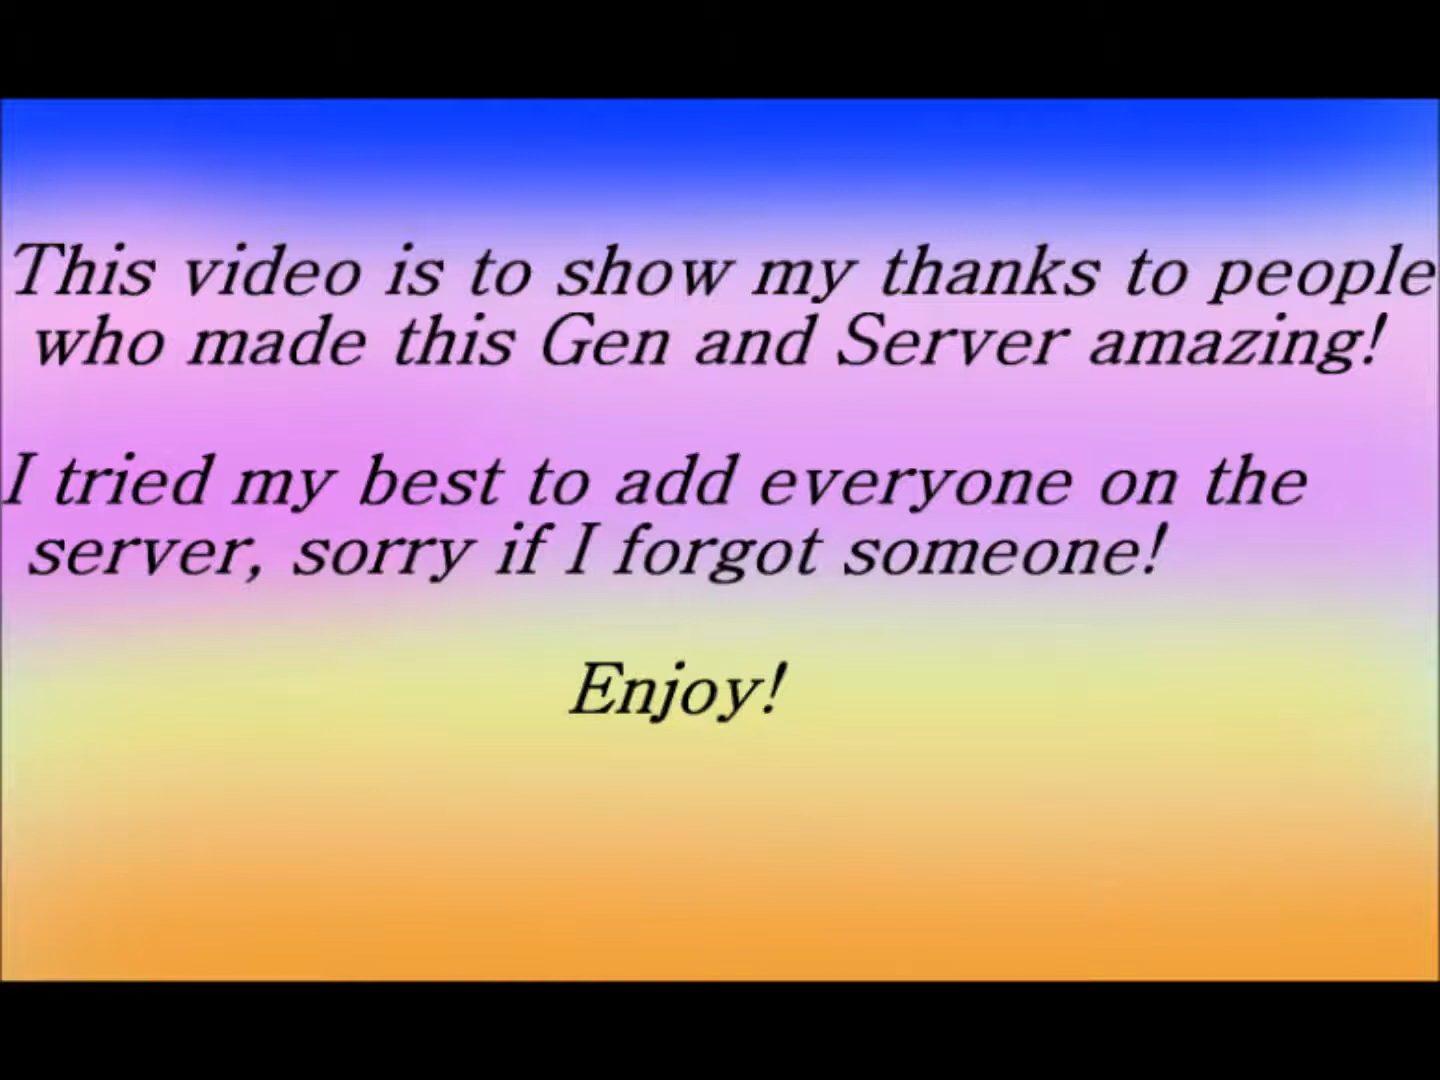 This video is to show my thanks to people
who made this Gen and Server amazing!
I tried my best to add everyone on the
server, sorry if I forgot someone!
Enjoy!